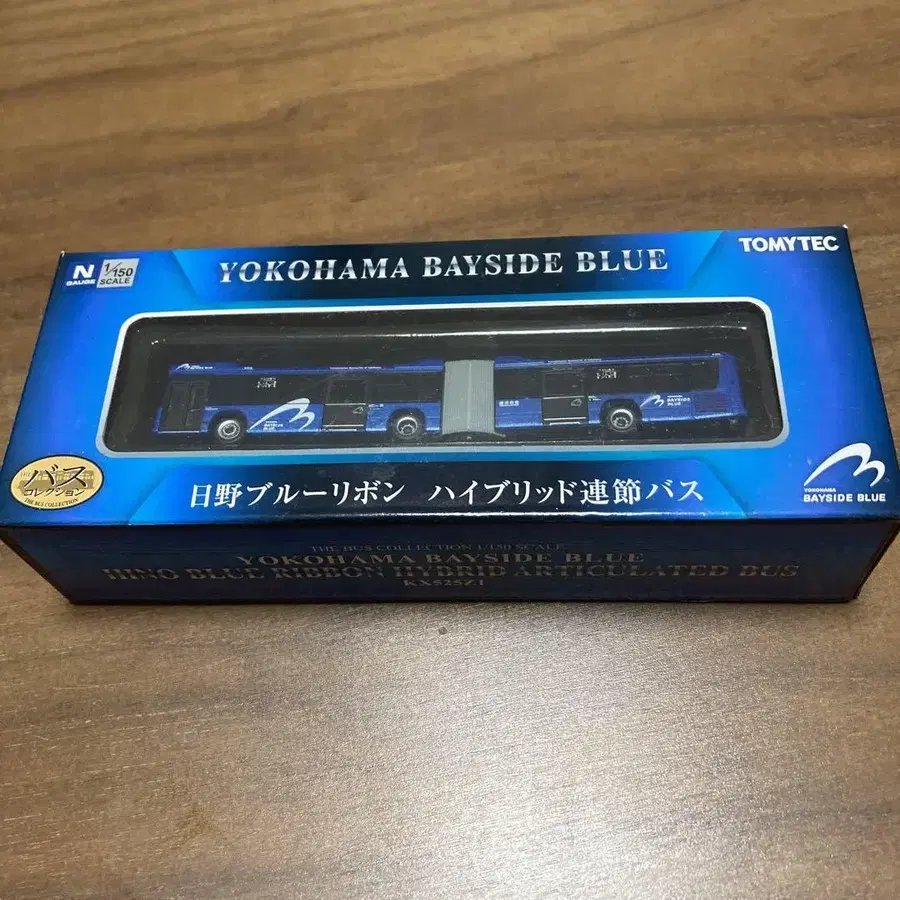 N
GAUGE
1/150
SCALE
YOKOHAMA BAYSIDE BLUE
TOMYTEC
BAYSIDE
BLUE
BAYSIDE
BLUE
バス
コレクション
THE BUS COLLECTION
日野ブルーリボン ハイブリッド連節バス
YOKOHAMA
BAYSIDE BLUE
THE BUS COLLECTION 1/150 SCALE
YOKOHAMA BAYSIDE BLUE
HINO BLUE RIBBON HYBRID ARTICULATED BUS
KX525Z1